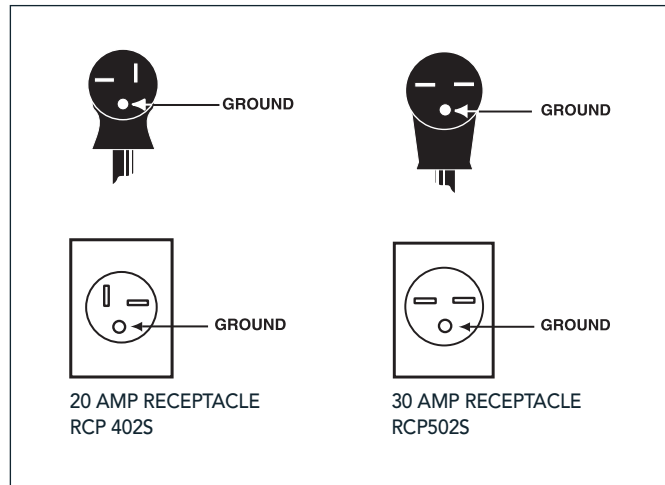 GROUND
GROUND
GROUND
GROUND
20 AMP RECEPTACLE
RCP 402S
30 AMP RECEPTACLE
RCP502S